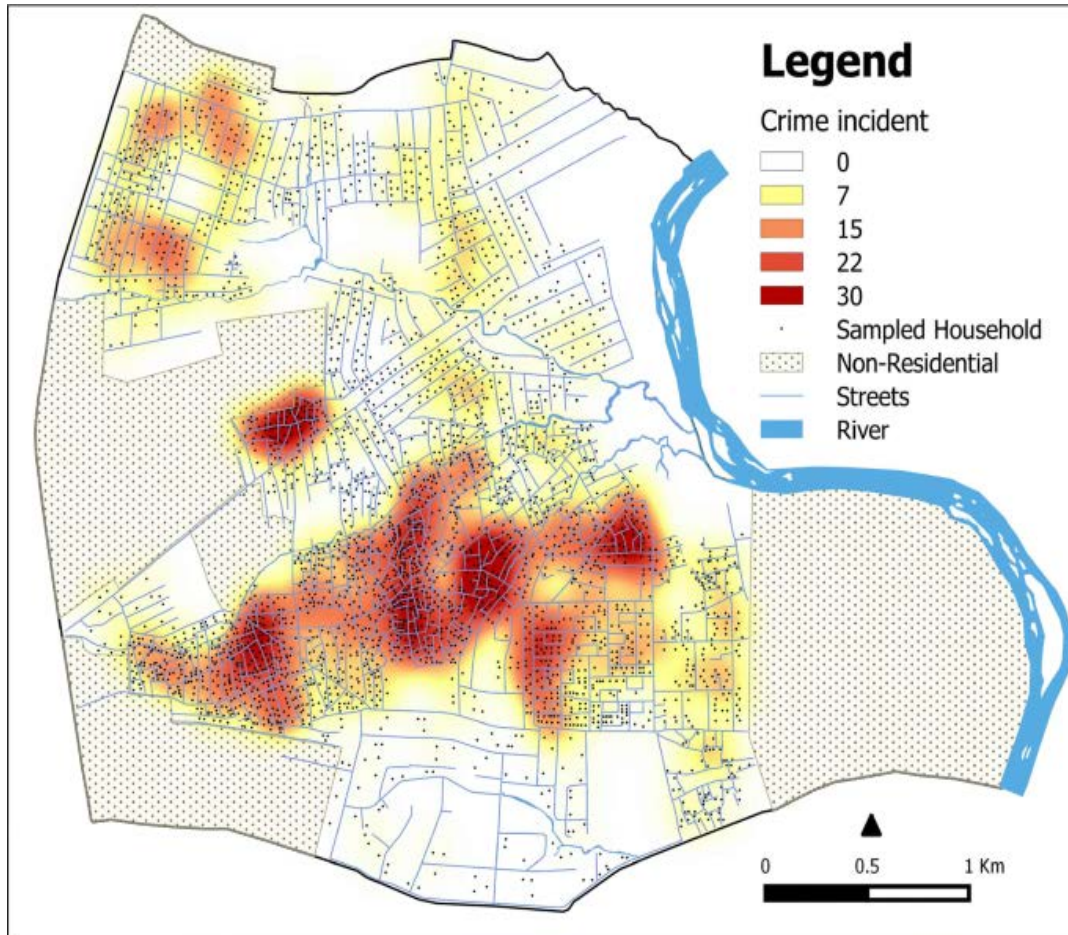 Legend
Crime incident
0
7
15
22
30
Sampled Household
Non-Residential
Streets
River
0 0.5 1 Km